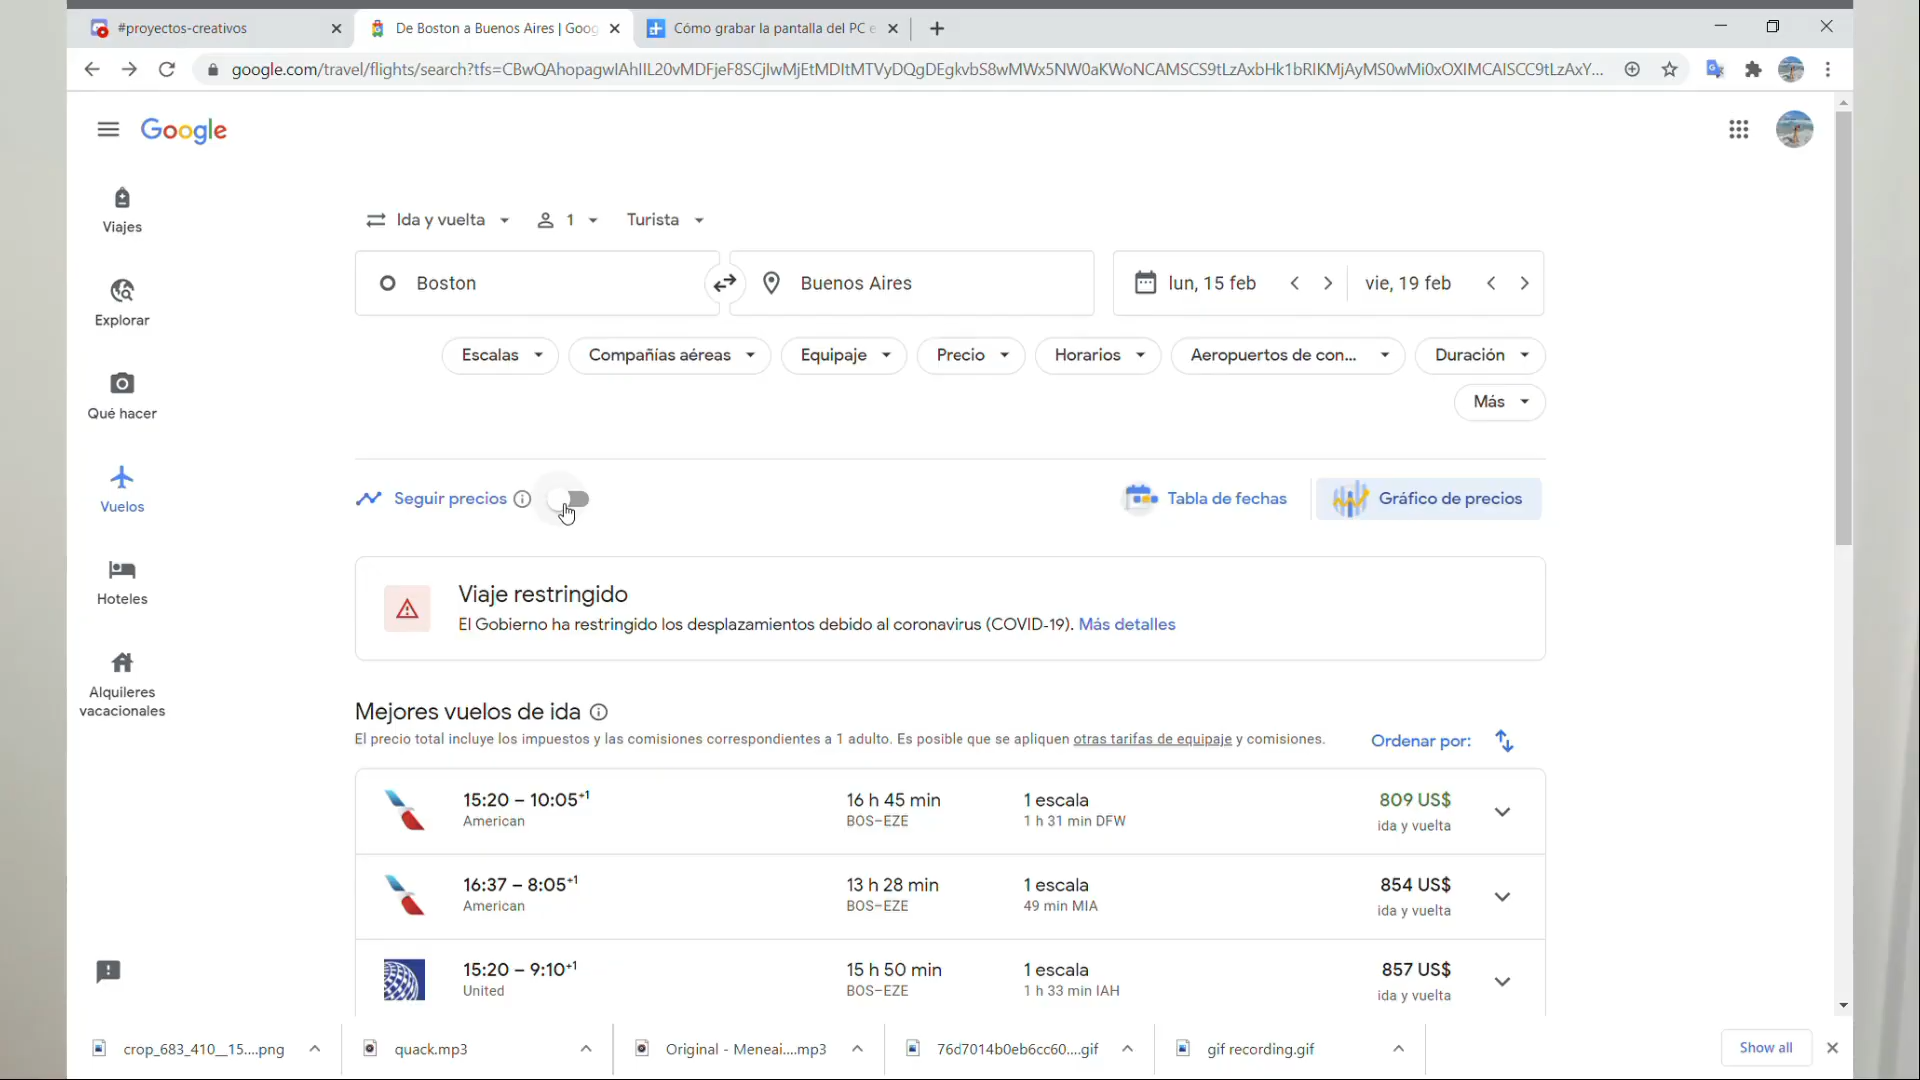 #proyectos-creativos
De Boston a Buenos Aires | Goog
Cómo grabar la pantalla del PC e
google.com/travel/flights/search?tfs=CBwQAhopagwIAhIIL20vMDFjeF8SCjIwMjEtMDItMTVyDQgDEgkvbS8wMWx5NW0aKWoNCAMSCS9tLzAxbHk1bRIKMjAyMS0wMi0xOXIMCAISCC9tLzAxY...
Google
Viajes
Explorar
Qué hacer
Vuelos
Hoteles
Alquileres
vacacionales
Ida y vuelta
1
Turista
Boston
Buenos Aires
lun, 15 feb
vie, 19 feb
Escalas
Compañías aéreas
Equipaje
Precio
Horarios
Aeropuertos de con...
Duración
Más
Seguir precios
Tabla de fechas
Gráfico de precios
Viaje restringido
El Gobierno ha restringido los desplazamientos debido al coronavirus (COVID-19). Más detalles
Mejores vuelos de ida
El precio total incluye los impuestos y las comisiones correspondientes a 1 adulto. Es posible que se apliquen otras tarifas de equipaje y comisiones.
Ordenar por:
15:20 – 10:05+1
American
16 h 45 min
BOS–EZE
1 escala
1 h 31 min DFW
809 US$
ida y vuelta
16:37 – 8:05+1
American
13 h 28 min
BOS–EZE
1 escala
49 min MIA
854 US$
ida y vuelta
15:20 – 9:10+1
United
15 h 50 min
BOS–EZE
1 escala
1 h 33 min IAH
857 US$
ida y vuelta
crop_683_410__15....png
quack.mp3
Original - Meneai....mp3
76d7014b0eb6cc60....gif
gif recording.gif
Show all